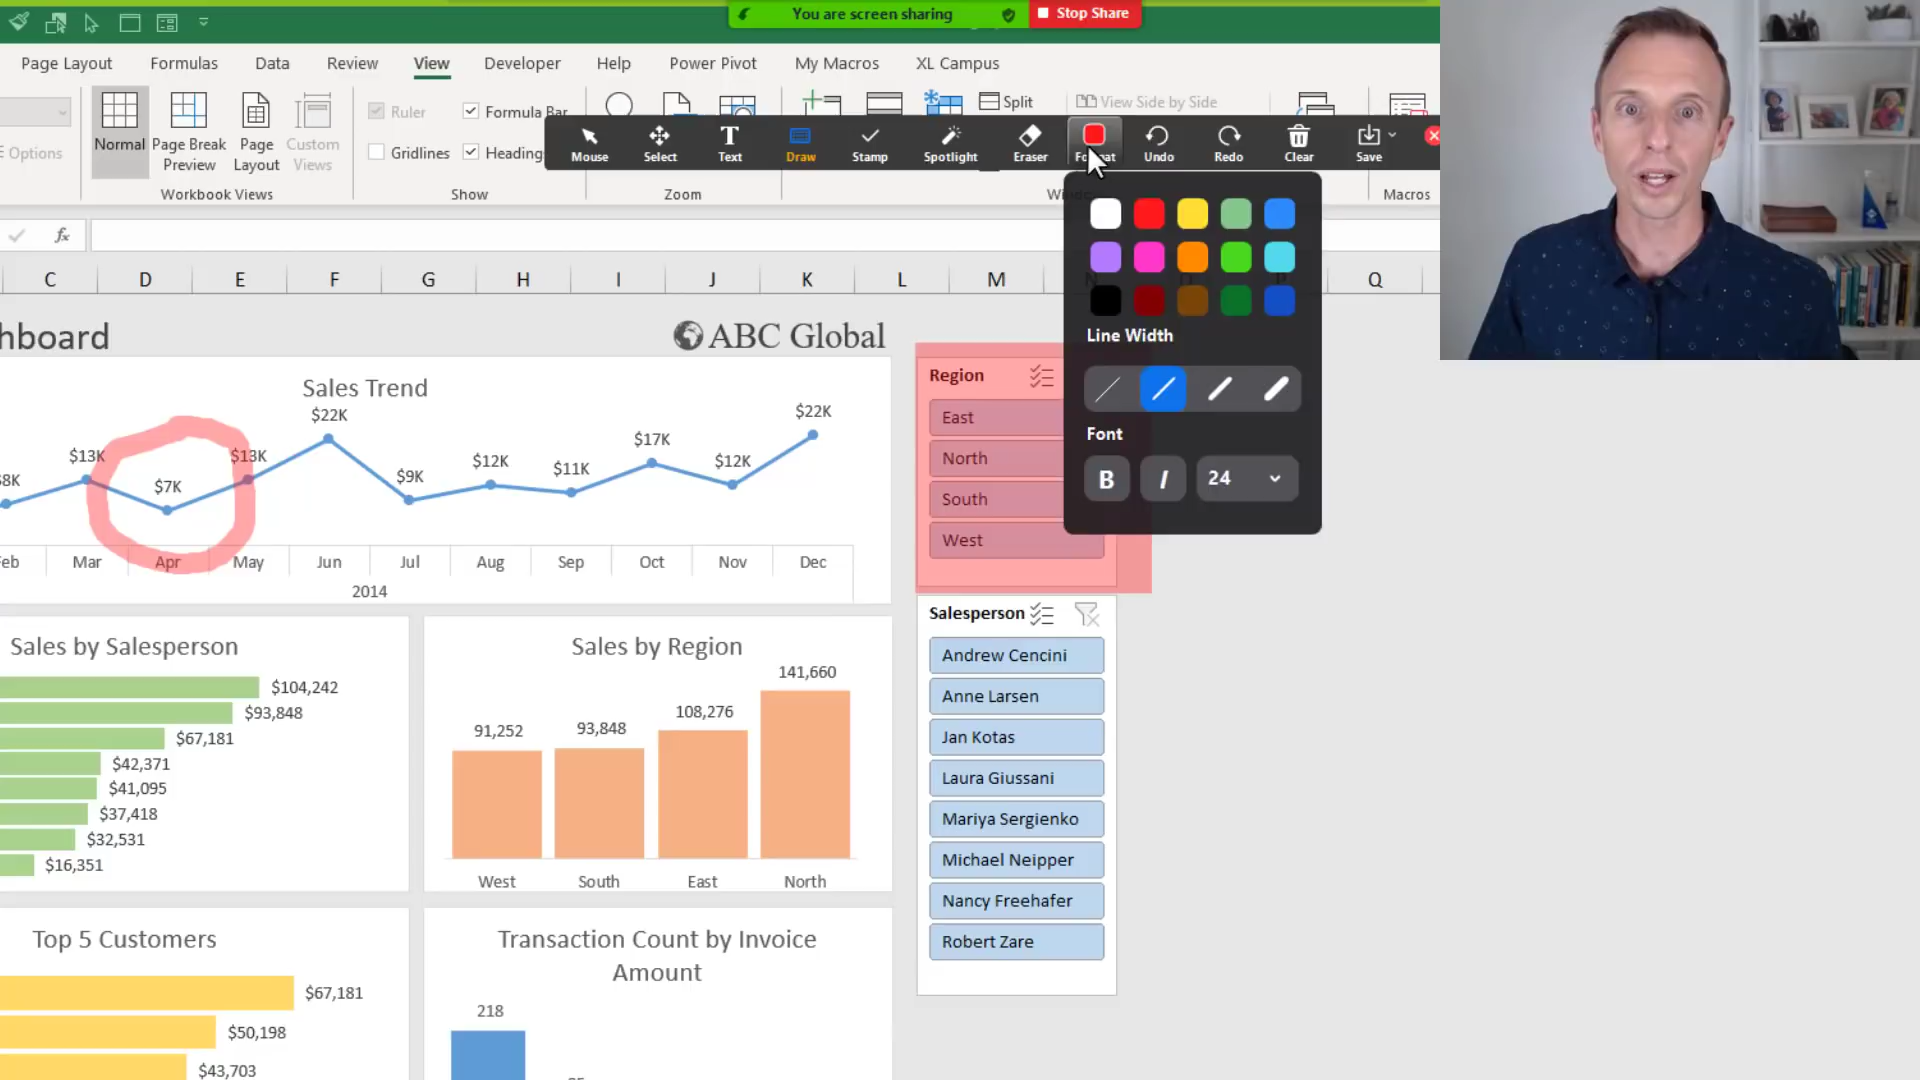 You are screen sharing
Stop Share
Page Layout Formulas Data Review View Developer Help Power Pivot My Macros XL Campus
Normal
Page Break Preview
Page Layout
Custom Views
Workbook Views
Options
Ruler
Formula Bar
Gridlines
Headings
Show
Zoom
Split
View Side by Side
Macros
Mouse Select Text Draw Stamp Spotlight Eraser Format Undo Redo Clear Save
Line Width
Font
B I 24
fx
C D E F G H I J K L M N P Q
hboard
ABC Global
Sales Trend
$8K $13K $7K $13K $22K $9K $12K $11K $17K $12K $22K
Feb Mar Apr May Jun Jul Aug Sep Oct Nov Dec
2014
Region
East
North
South
West
Salesperson
Andrew Cencini
Anne Larsen
Jan Kotas
Laura Giussani
Mariya Sergienko
Michael Neipper
Nancy Freehafer
Robert Zare
Sales by Salesperson
$104,242
$93,848
$67,181
$42,371
$41,095
$37,418
$32,531
$16,351
Sales by Region
91,252 93,848 108,276 141,660
West South East North
Top 5 Customers
$67,181
$50,198
$43,703
Transaction Count by Invoice
Amount
218